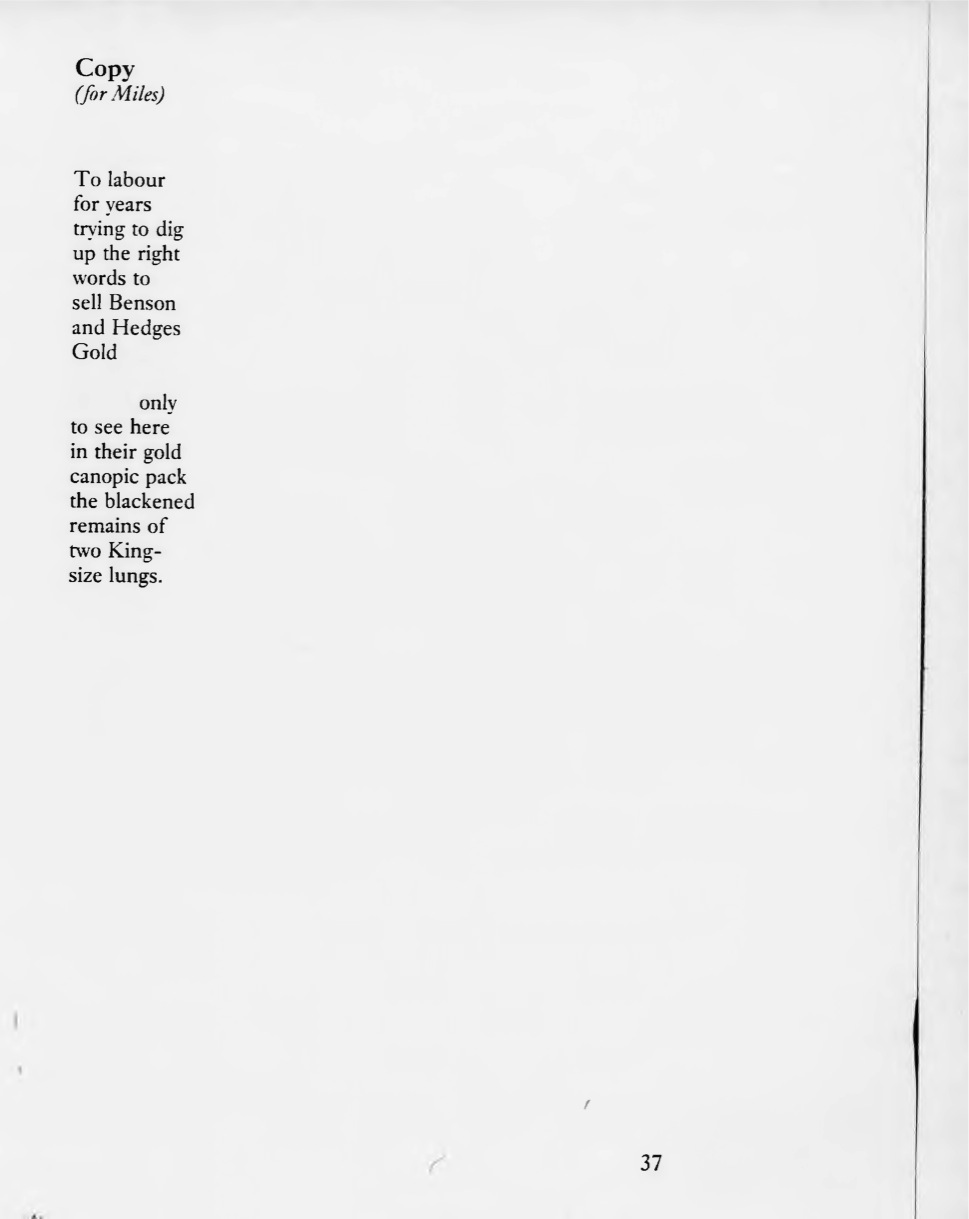 Copy
(for Miles)
To labour
for years
trying to dig
up the right
words to
sell Benson
and Hedges
Gold
only
to see here
in their gold
canopic pack
the blackened
remains of
two King-
size lungs.
37